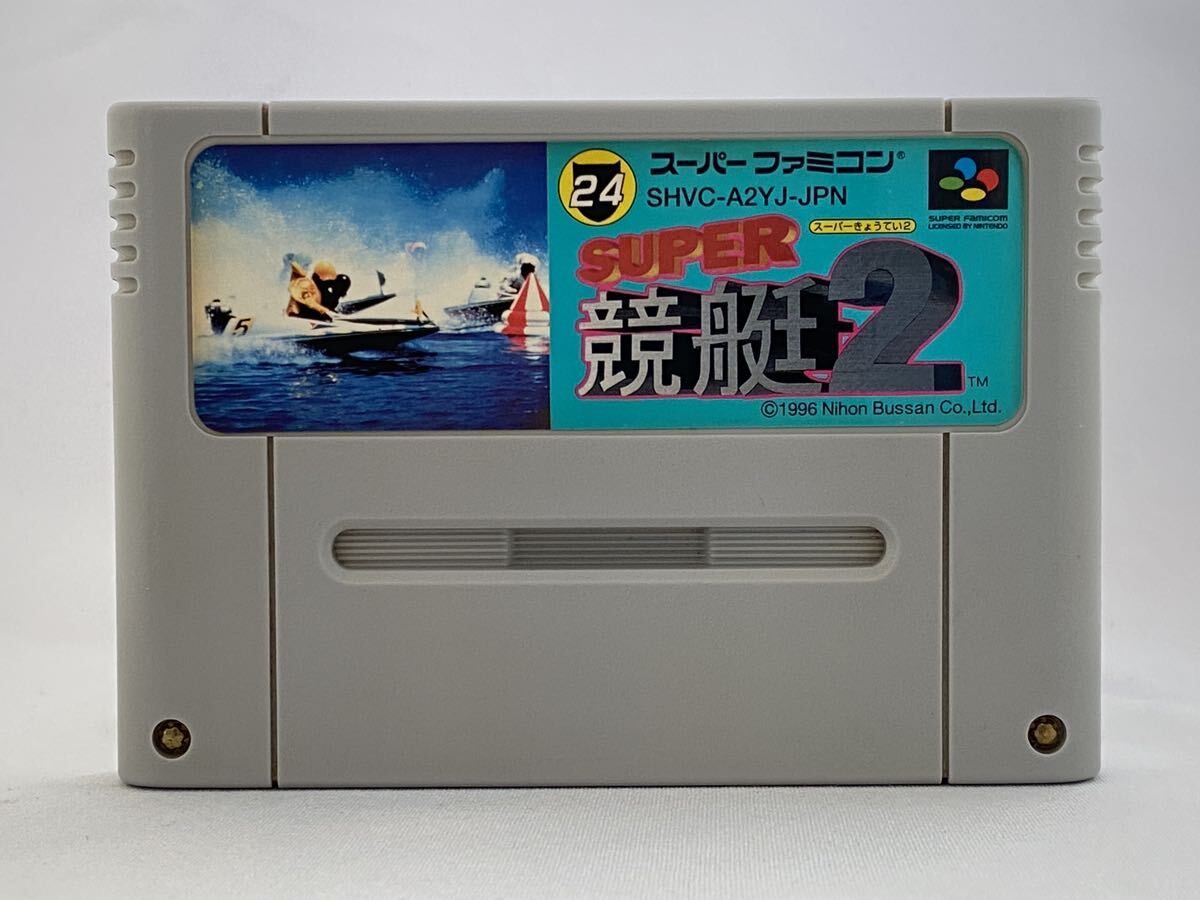 24
スーパーファミコン®
SHVC-A2YJ-JPN
SUPER FAMICOM
LICENSED BY NINTENDO
スーパーきょうてい2
SUPER
競艇2
TM
©1996 Nihon Bussan Co.,Ltd.
5